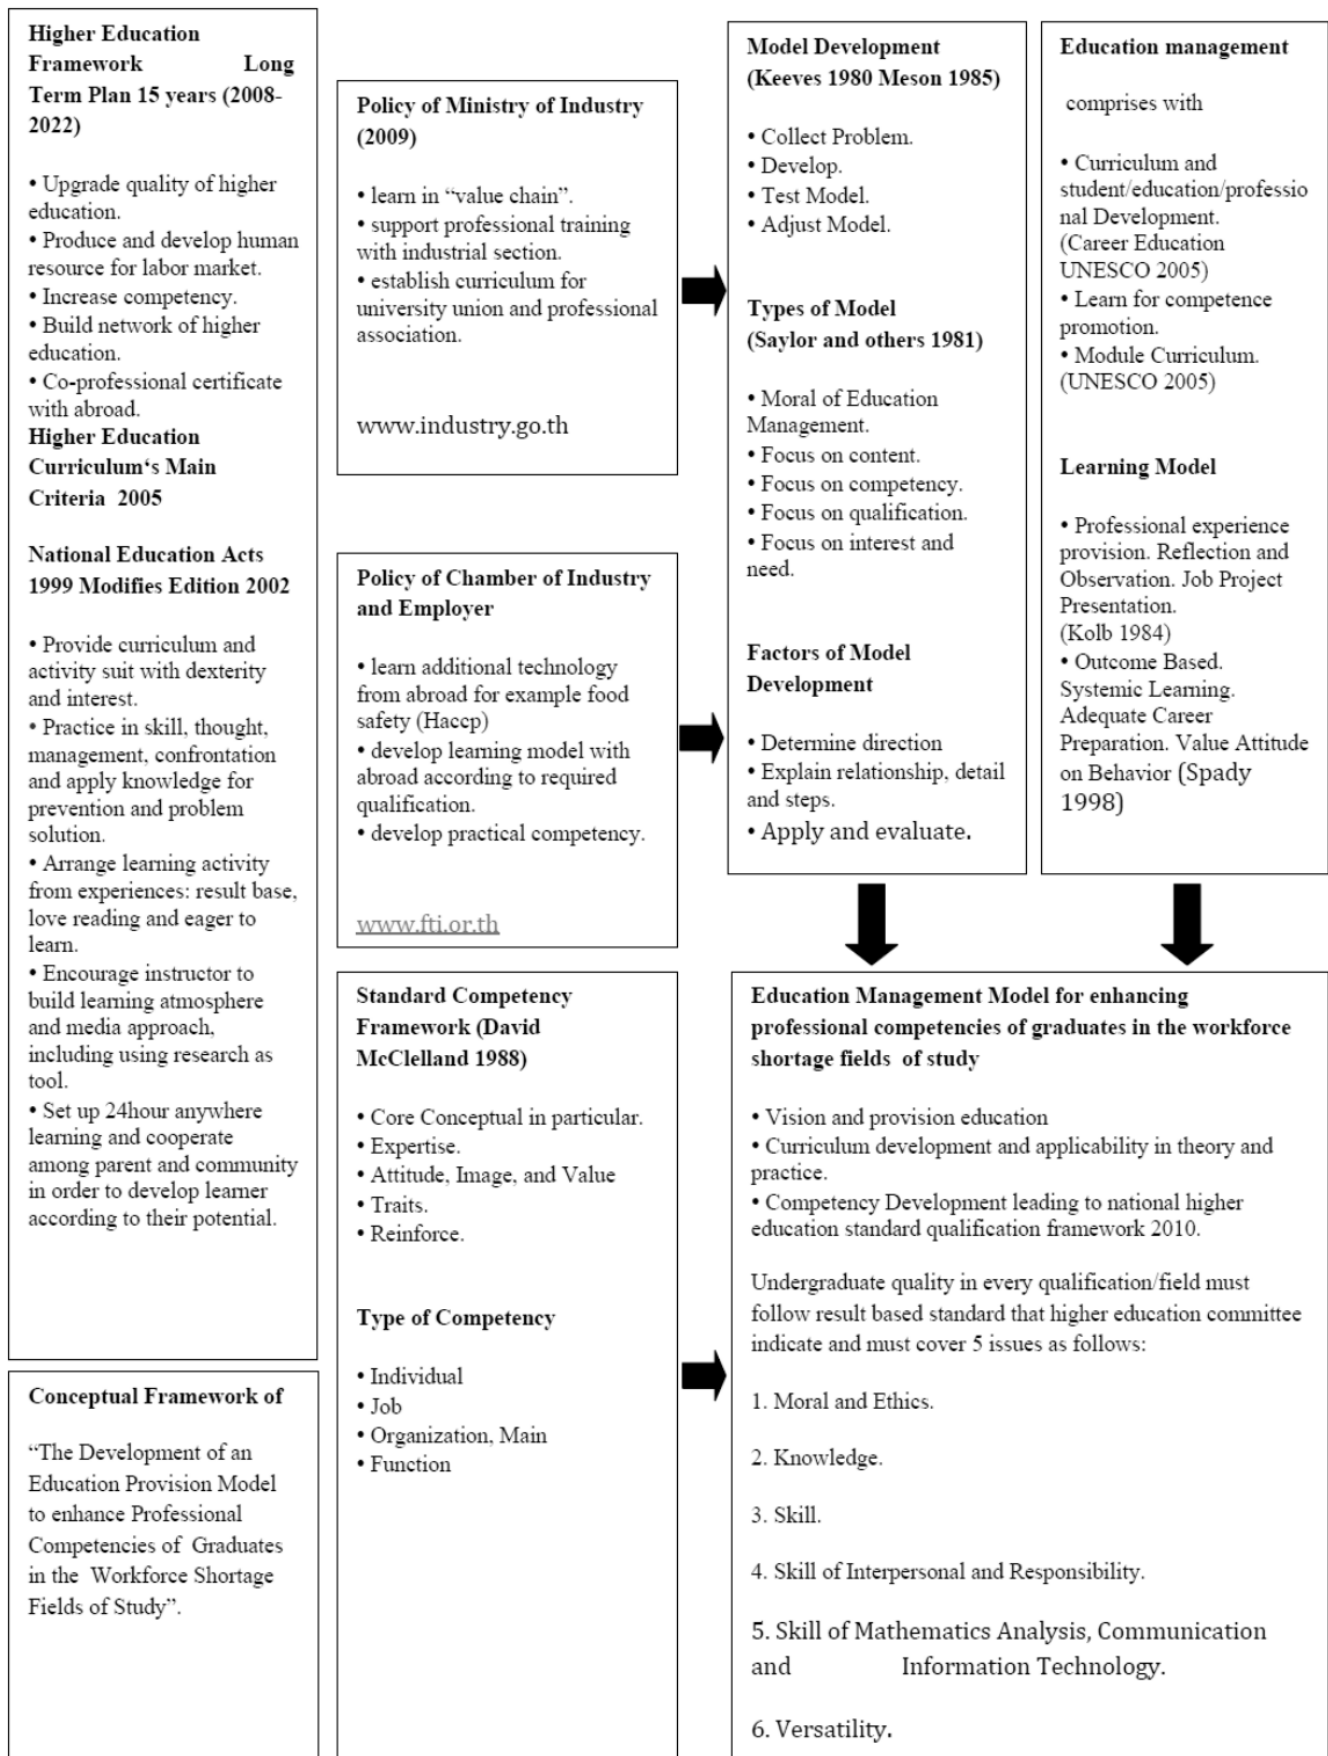 Higher Education
Framework Long
Term Plan 15 years (2008-
2022)
• Upgrade quality of higher
education.
• Produce and develop human
resource for labor market.
• Increase competency.
• Build network of higher
education.
• Co-professional certificate
with abroad.
Higher Education
Curriculum‘s Main
Criteria 2005
National Education Acts
1999 Modifies Edition 2002
• Provide curriculum and
activity suit with dexterity
and interest.
• Practice in skill, thought,
management, confrontation
and apply knowledge for
prevention and problem
solution.
• Arrange learning activity
from experiences: result base,
love reading and eager to
learn.
• Encourage instructor to
build learning atmosphere
and media approach,
including using research as
tool.
• Set up 24hour anywhere
learning and cooperate
among parent and community
in order to develop learner
according to their potential.
Conceptual Framework of
“The Development of an
Education Provision Model
to enhance Professional
Competencies of Graduates
in the Workforce Shortage
Fields of Study”.
Policy of Ministry of Industry
(2009)
• learn in “value chain”.
• support professional training
with industrial section.
• establish curriculum for
university union and professional
association.
www.industry.go.th
Policy of Chamber of Industry
and Employer
• learn additional technology
from abroad for example food
safety (Haccp)
• develop learning model with
abroad according to required
qualification.
• develop practical competency.
www.fti.or.th
Standard Competency
Framework (David
McClelland 1988)
• Core Conceptual in particular.
• Expertise.
• Attitude, Image, and Value
• Traits.
• Reinforce.
Type of Competency
• Individual
• Job
• Organization, Main
• Function
Model Development
(Keeves 1980 Meson 1985)
• Collect Problem.
• Develop.
• Test Model.
• Adjust Model.
Types of Model
(Saylor and others 1981)
• Moral of Education
Management.
• Focus on content.
• Focus on competency.
• Focus on qualification.
• Focus on interest and
need.
Factors of Model
Development
• Determine direction
• Explain relationship, detail
and steps.
• Apply and evaluate.
Education management
comprises with
• Curriculum and
student/education/professio
nal Development.
(Career Education
UNESCO 2005)
• Learn for competence
promotion.
• Module Curriculum.
(UNESCO 2005)
Learning Model
• Professional experience
provision. Reflection and
Observation. Job Project
Presentation.
(Kolb 1984)
• Outcome Based.
Systemic Learning.
Adequate Career
Preparation. Value Attitude
on Behavior (Spady
1998)
Education Management Model for enhancing
professional competencies of graduates in the workforce
shortage fields of study
• Vision and provision education
• Curriculum development and applicability in theory and
practice.
• Competency Development leading to national higher
education standard qualification framework 2010.
Undergraduate quality in every qualification/field must
follow result based standard that higher education committee
indicate and must cover 5 issues as follows:
1. Moral and Ethics.
2. Knowledge.
3. Skill.
4. Skill of Interpersonal and Responsibility.
5. Skill of Mathematics Analysis, Communication
and Information Technology.
6. Versatility.